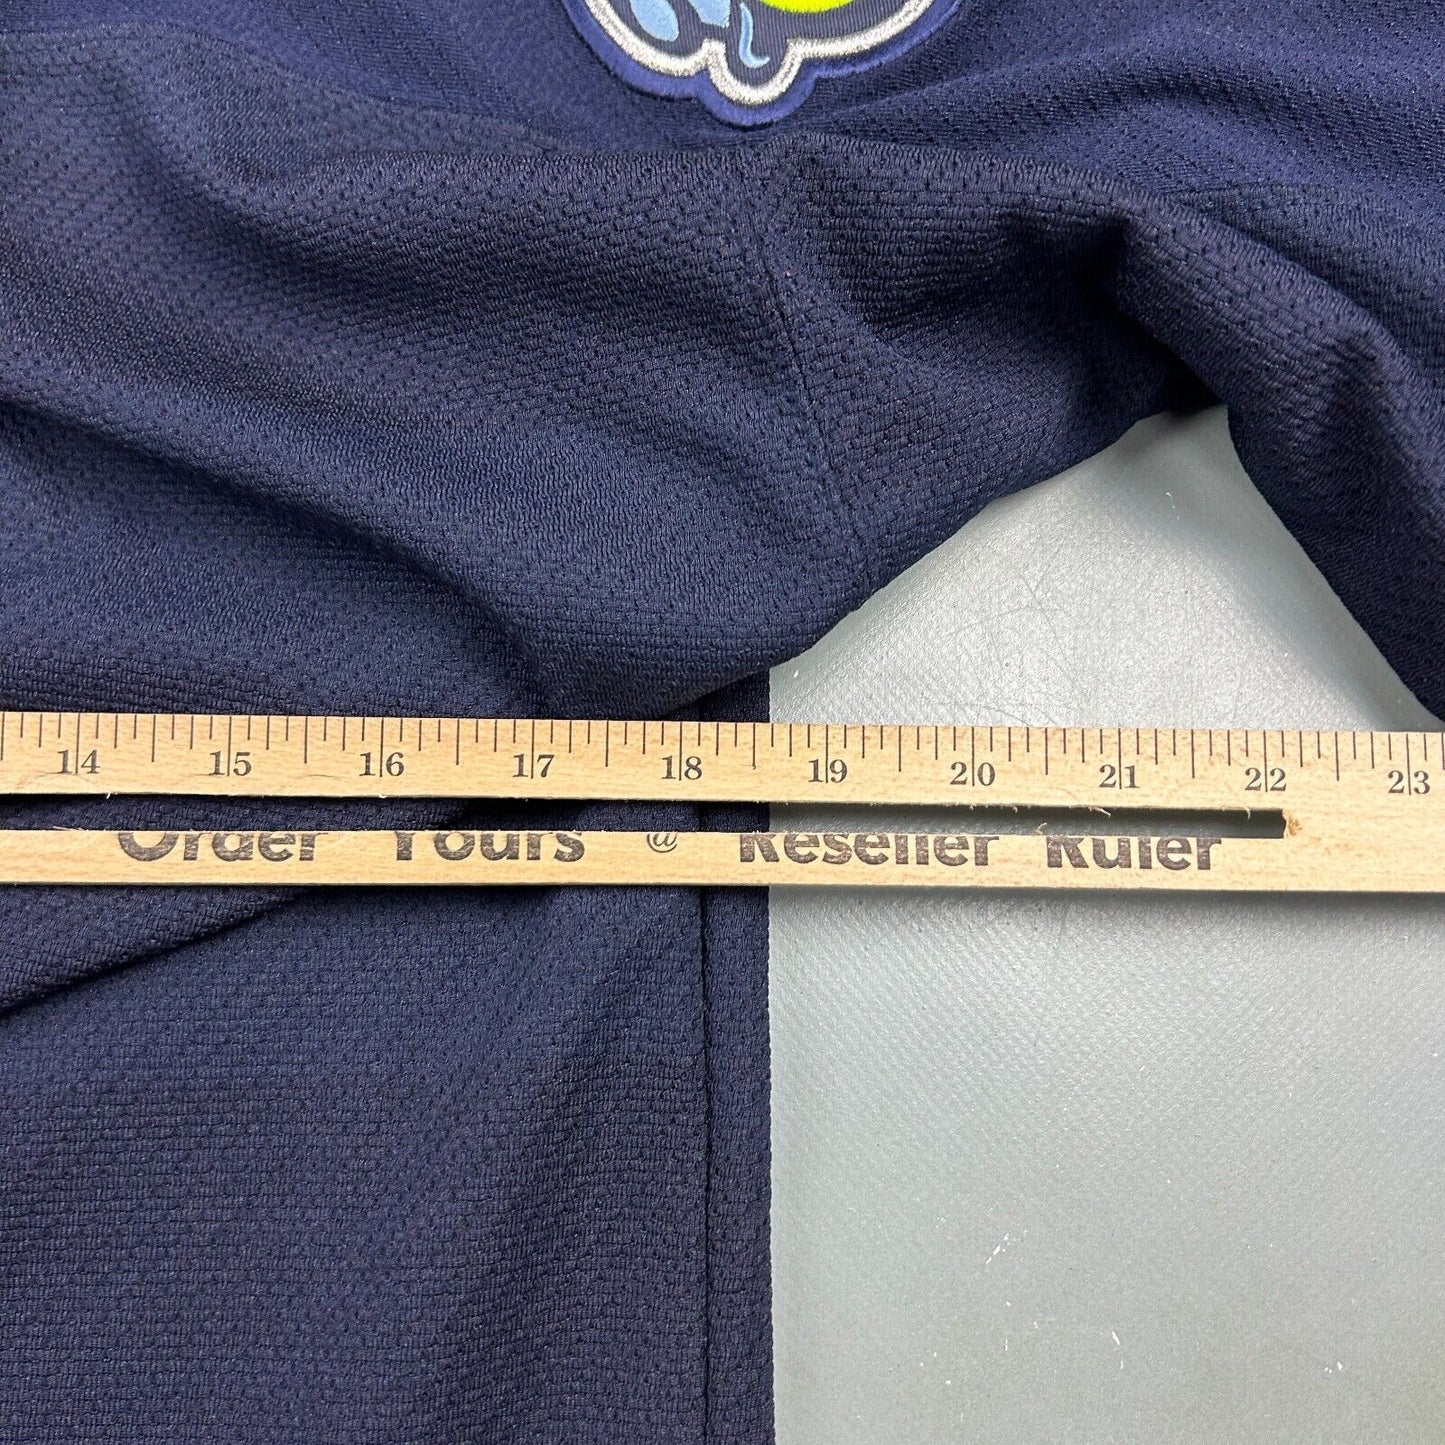 14 15 16 17 18 19 20 21 22 23
Order Yours @ Reseller Ruler